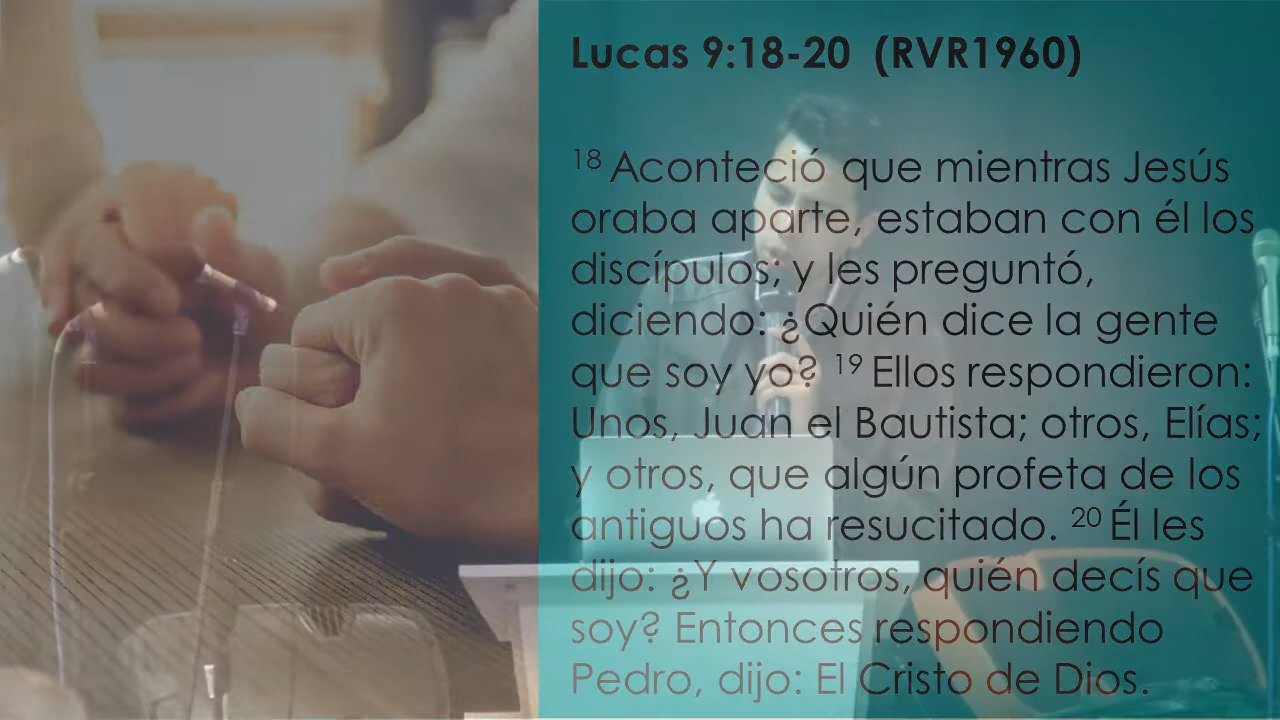 Lucas 9:18-20 (RVR1960)
18 Aconteció que mientras Jesús
oraba aparte, estaban con él los
discípulos; y les preguntó,
diciendo: ¿Quién dice la gente
que soy yo? 19 Ellos respondieron:
Unos, Juan el Bautista; otros, Elías;
y otros, que algún profeta de los
antiguos ha resucitado. 20 Él les
dijo: ¿Y vosotros, quién decís que
soy? Entonces respondiendo
Pedro, dijo: El Cristo de Dios.